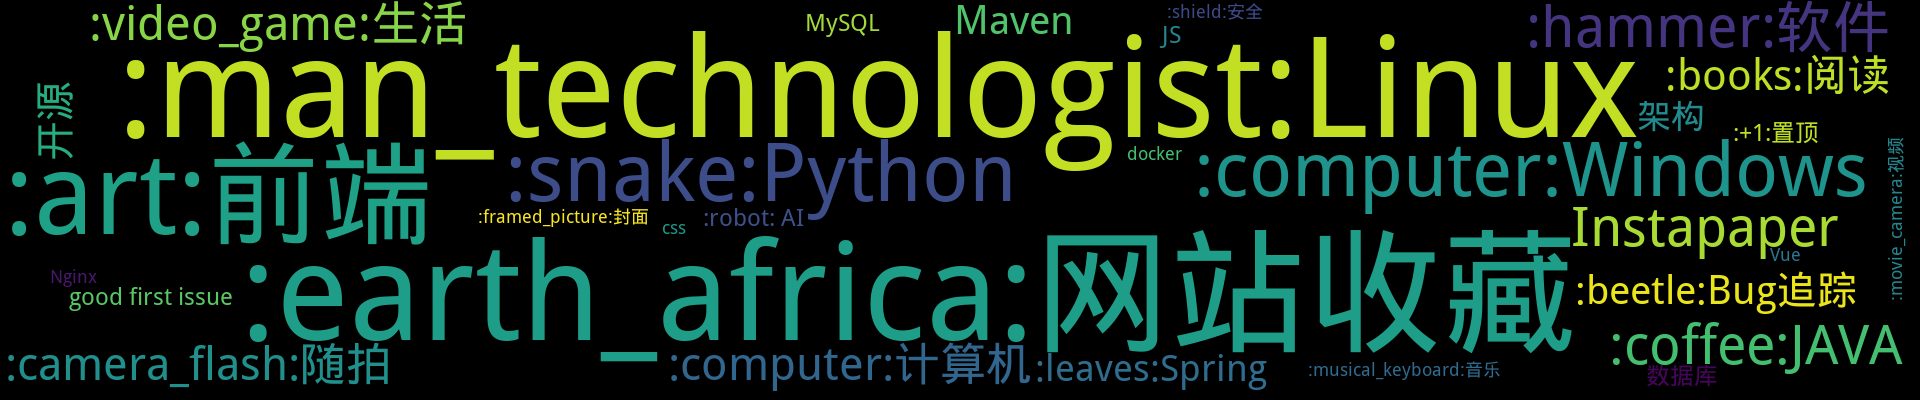 :video_game:生活
MySQL
Maven
:shield:安全
JS
:hammer:软件
:man_technologist:Linux
:books:阅读
开源
架构
:+1:置顶
:art:前端
:snake:Python
docker
:computer:Windows
:movie_camera:视频
:framed_picture:封面
css
:robot: AI
Instapaper
Vue
Nginx
good first issue
:earth_africa:网站收藏
:beetle:Bug追踪
:camera_flash:随拍
:computer:计算机
:leaves:Spring
:musical_keyboard:音乐
:coffee:JAVA
数据库